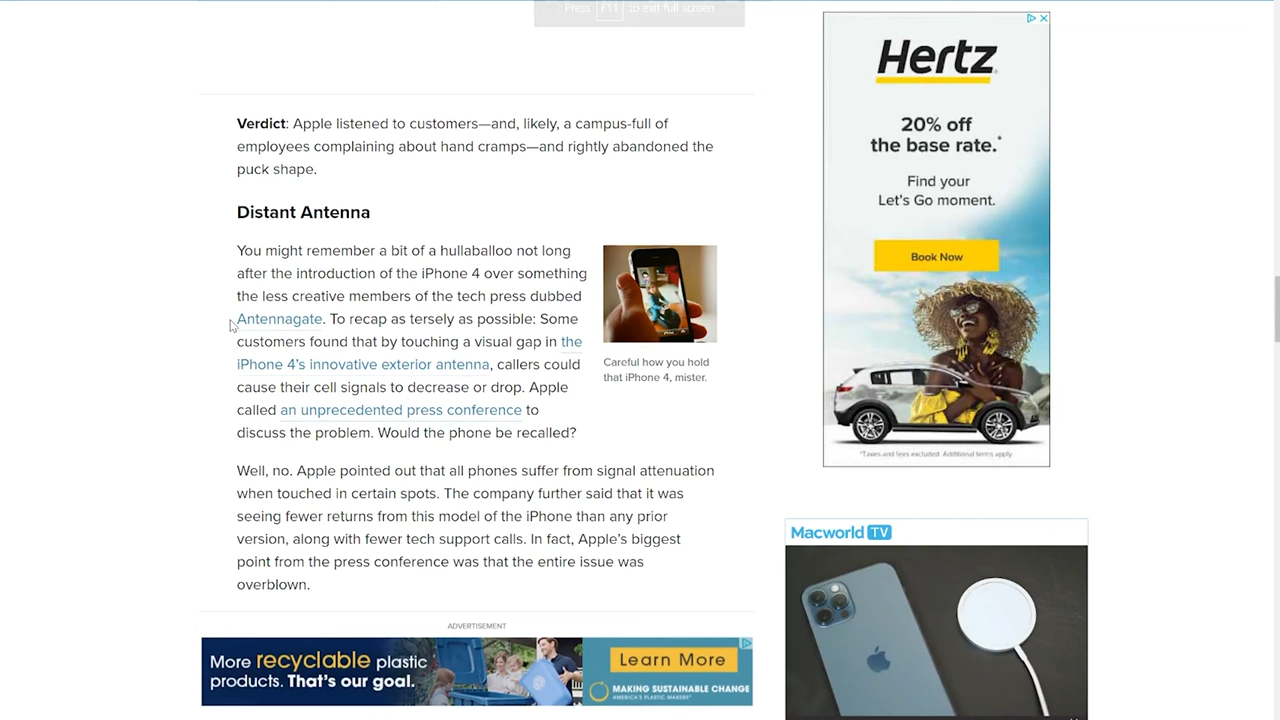 Press F11 to exit full screen
Verdict: Apple listened to customers—and, likely, a campus-full of
employees complaining about hand cramps—and rightly abandoned the
puck shape.
Distant Antenna
You might remember a bit of a hullaballoo not long
after the introduction of the iPhone 4 over something
the less creative members of the tech press dubbed
Antennagate. To recap as tersely as possible: Some
customers found that by touching a visual gap in the
iPhone 4's innovative exterior antenna, callers could
cause their cell signals to decrease or drop. Apple
called an unprecedented press conference to
discuss the problem. Would the phone be recalled?
Careful how you hold
that iPhone 4, mister.
Well, no. Apple pointed out that all phones suffer from signal attenuation
when touched in certain spots. The company further said that it was
seeing fewer returns from this model of the iPhone than any prior
version, along with fewer tech support calls. In fact, Apple's biggest
point from the press conference was that the entire issue was
overblown.
ADVERTISEMENT
More recyclable plastic
products. That's our goal.
Learn More
MAKING SUSTAINABLE CHANGE
AMERICA'S PLASTIC MAKERS
Hertz
20% off
the base rate.*
Find your
Let's Go moment.
Book Now
*Taxes and fees excluded. Additional terms apply.
Macworld TV